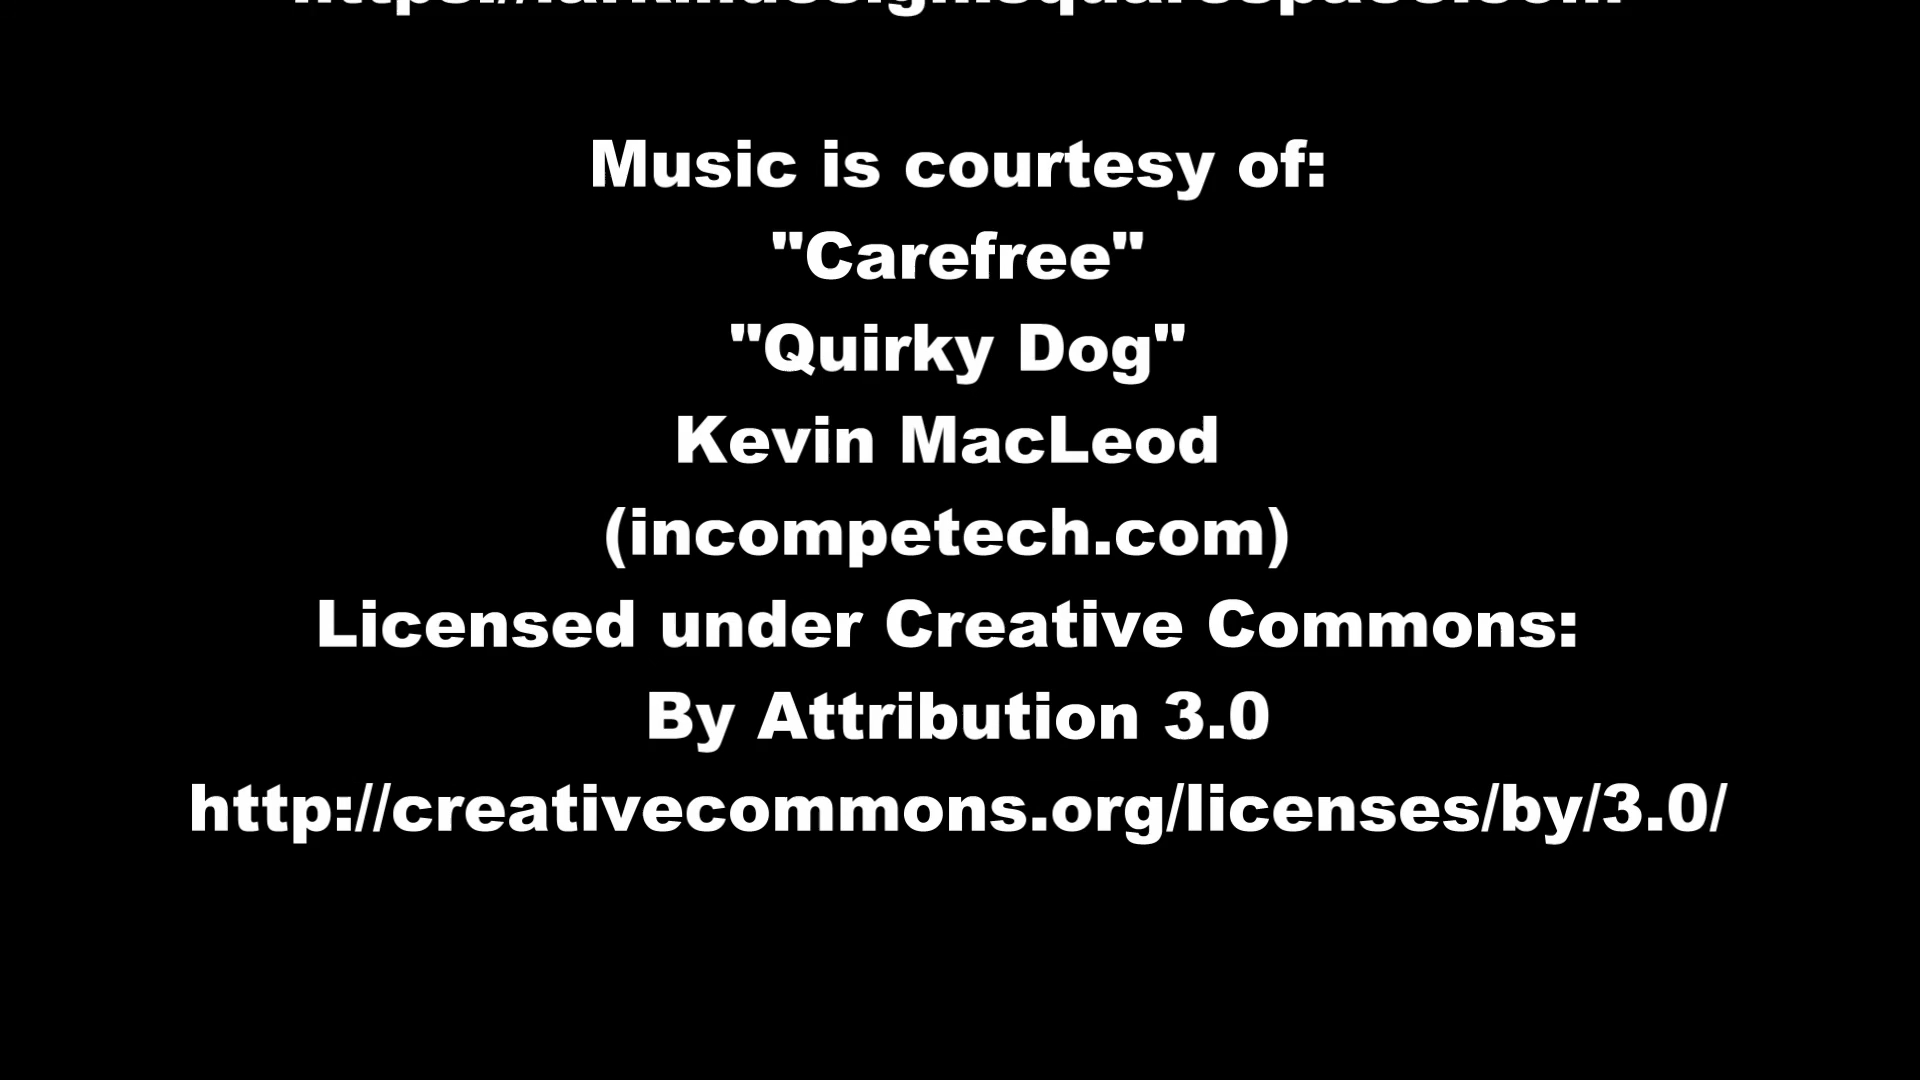 Music is courtesy of:
"Carefree"
"Quirky Dog"
Kevin MacLeod
(incompetech.com)
Licensed under Creative Commons:
By Attribution 3.0
http://creativecommons.org/licenses/by/3.0/